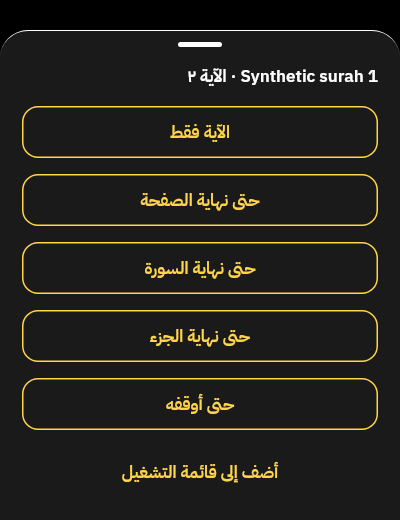 Synthetic surah 1 · الآية ٢
الآية فقط
حتى نهاية الصفحة
حتى نهاية السورة
حتى نهاية الجزء
حتى أوقفه
أضف إلى قائمة التشغيل